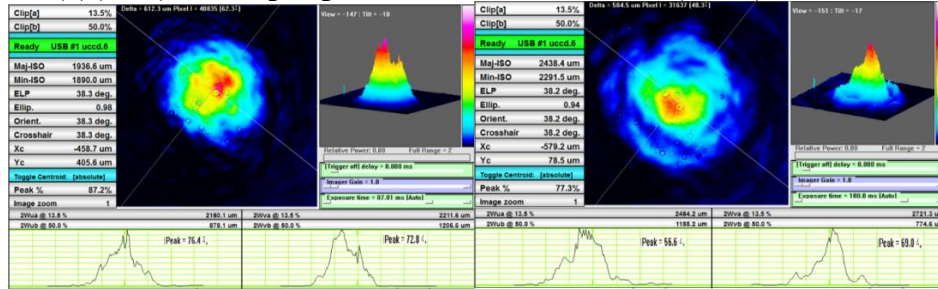 Clip[a] 13.5%
Clip[b] 50.0%
Ready USB #1 uccd.6
Maj-ISO 1936.6 um
Min-ISO 1890.0 um
ELP 38.3 deg.
Ellip. 0.98
Orient. 38.3 deg.
Crosshair 38.3 deg.
Xc -458.7 um
Yc 405.6 um
Toggle Centroid: [absolute]
Peak % 87.2%
Image zoom 1
Delta = 612.3 um Pixel I = 40835
View = -147 : Tilt = -18
Relative Power: 0.00 Full Range = 2
[Trigger off] delay = 0.000 ms
Imager Gain = 1.0
Exposure time = 87.01 ms [Auto]
2Wua @ 13.5 % 2180.1 um
2Wub @ 50.0 % 878.1 um
2Wva @ 13.5 % 2211.6 um
2Wvb @ 50.0 % 1206.6 um
Peak = 76.4
Peak = 72.8
Clip[a] 13.5%
Clip[b] 50.0%
Ready USB #1 uccd.6
Maj-ISO 2438.4 um
Min-ISO 2291.5 um
ELP 38.2 deg.
Ellip. 0.94
Orient. 38.2 deg.
Crosshair 38.2 deg.
Xc -579.2 um
Yc 78.5 um
Toggle Centroid: [absolute]
Peak % 77.3%
Image zoom 1
Delta = 584.5 um Pixel I = 31637
View = -151 : Tilt = -17
Relative Power: 0.00 Full Range = 2
[Trigger off] delay = 0.000 ms
Imager Gain = 3.8
Exposure time = 180.0 ms [Auto]
2Wua @ 13.5 % 2484.2 um
2Wub @ 50.0 % 1155.2 um
2Wva @ 13.5 % 2721.3
2Wvb @ 50.0 % 774.6
Peak = 56.6
Peak = 69.0